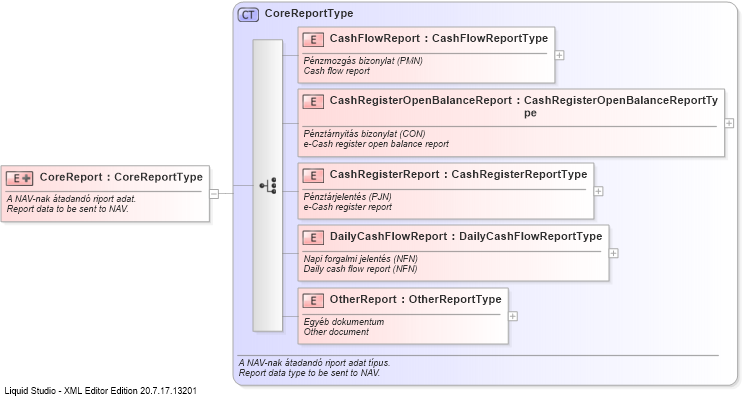 CT CoreReportType
E CashFlowReport : CashFlowReportType
Pénzmozgás bizonylat (PMN)
Cash flow report
E CashRegisterOpenBalanceReport : CashRegisterOpenBalanceReportTy
pe
Pénztárnyitás bizonylat (CON)
e-Cash register open balance report
E CoreReport : CoreReportType
A NAV-nak átadandó riport adat.
Report data to be sent to NAV.
E CashRegisterReport : CashRegisterReportType
Pénztárjelentés (PJN)
e-Cash register report
E DailyCashFlowReport : DailyCashFlowReportType
Napi forgalmi jelentés (NFN)
Daily cash flow report (NFN)
E OtherReport : OtherReportType
Egyéb dokumentum
Other document
A NAV-nak átadandó riport adat típus.
Report data type to be sent to NAV.
Liquid Studio - XML Editor Edition 20.7.17.13201